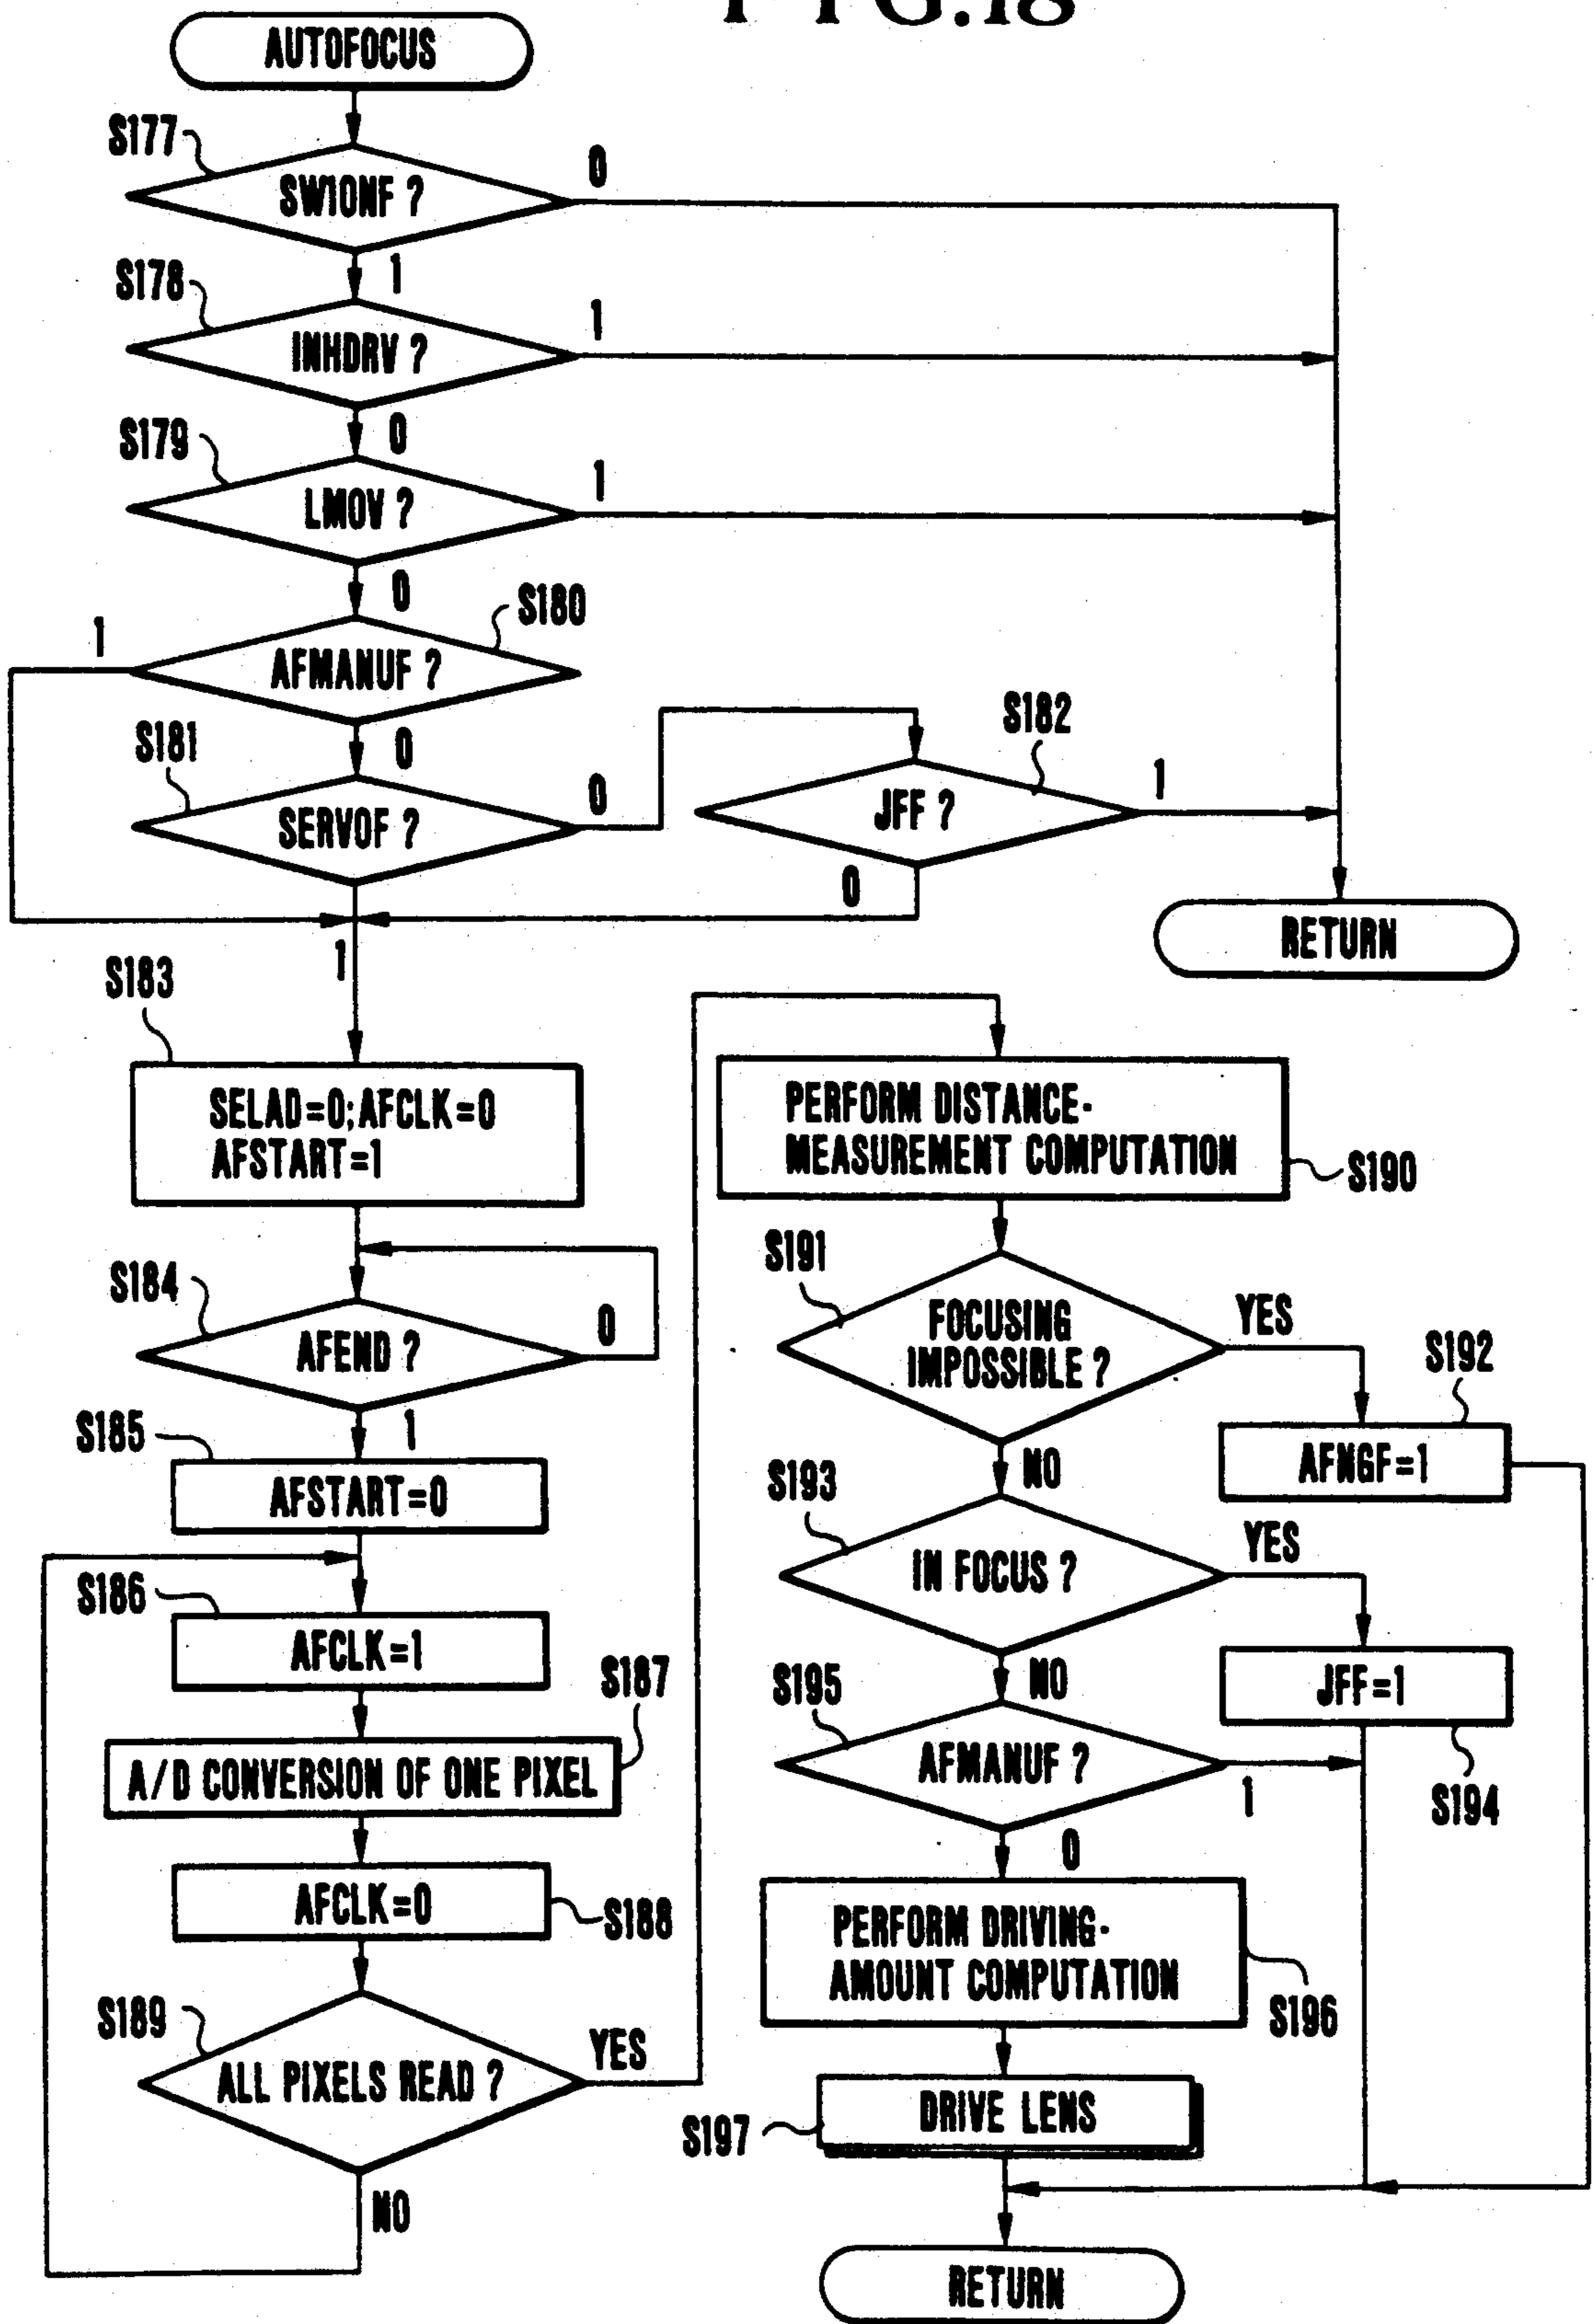 FIG.18
AUTOFOCUS
S177
SW1ONF ?
0
1
S178
INHDRV ?
1
0
S179
LMOV ?
1
0
S180
AFMANUF ?
1
0
S181
SERVOF ?
0
S182
JFF ?
1
0
1
RETURN
S183
SELAD=0;AFCLK=0
AFSTART=1
S184
AFEND ?
0
1
S185
AFSTART=0
S186
AFCLK=1
S187
A/D CONVERSION OF ONE PIXEL
AFCLK=0
S188
S189
ALL PIXELS READ ?
YES
NO
PERFORM DISTANCE-
MEASUREMENT COMPUTATION
S190
S191
FOCUSING
IMPOSSIBLE ?
YES
S192
AFNGF=1
NO
S193
IN FOCUS ?
YES
JFF=1
S194
NO
S195
AFMANUF ?
1
0
PERFORM DRIVING-
AMOUNT COMPUTATION
S196
DRIVE LENS
S197
RETURN